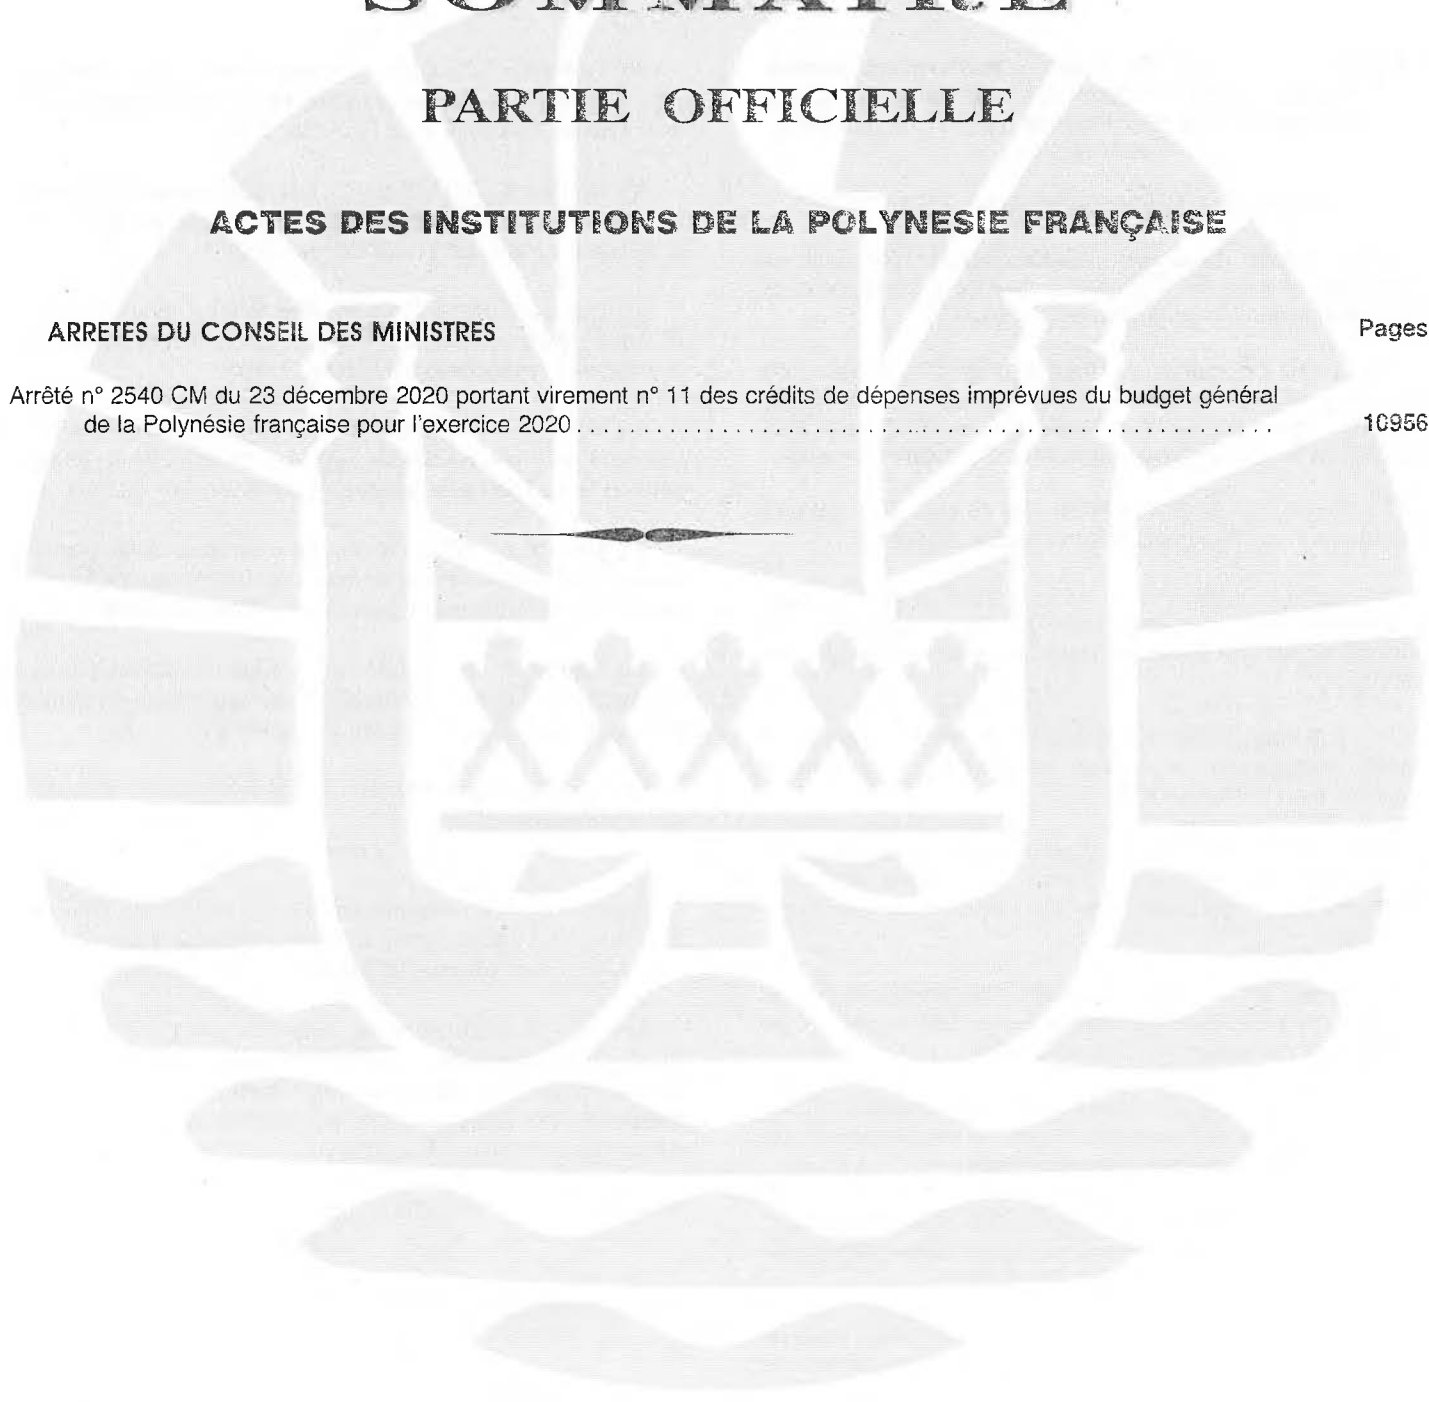 SOMMAIRE
PARTIE OFFICIELLE
ACTES DES INSTITUTIONS DE LA POLYNESIE FRANÇAISE
ARRETES DU CONSEIL DES MINISTRES Pages
Arrêté n° 2540 CM du 23 décembre 2020 portant virement n° 11 des crédits de dépenses imprévues du budget général
de la Polynésie française pour l'exercice 2020 . . . . . . . . . . . . . . . . . . . . . . . . . . . . . . . . . . . . . . . . . . . . . . . . . . . . 10956